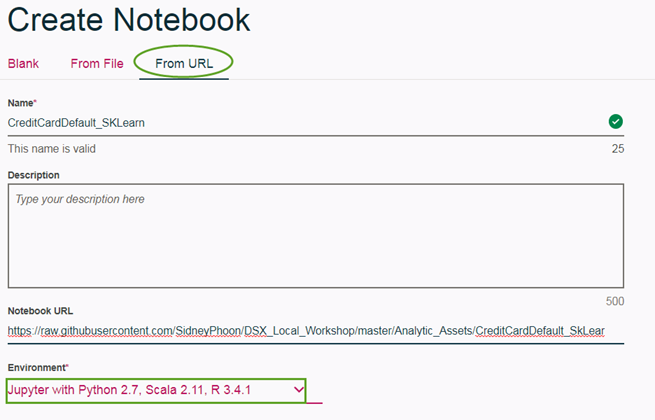 Create Notebook
Blank From File From URL
Name*
CreditCardDefault_SKLearn
This name is valid 25
Description
Type your description here
500
Notebook URL
https://raw.githubusercontent.com/SidneyPhoon/DSX_Local_Workshop/master/Analytic_Assets/CreditCardDefault_SkLear
Environment*
Jupyter with Python 2.7, Scala 2.11, R 3.4.1